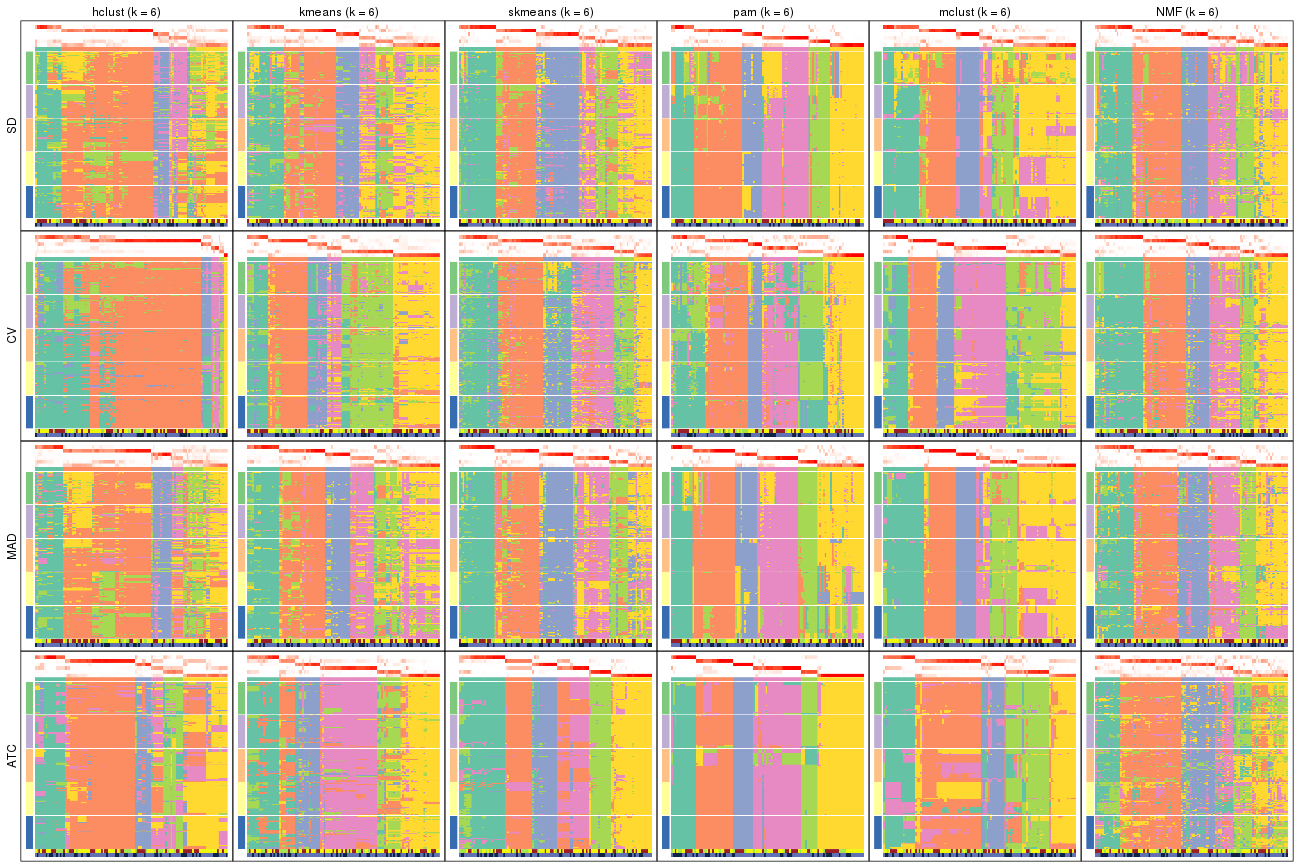 hclust (k = 6) kmeans (k = 6) skmeans (k = 6) pam (k = 6) mclust (k = 6) NMF (k = 6)
SD
CV
MAD
ATC